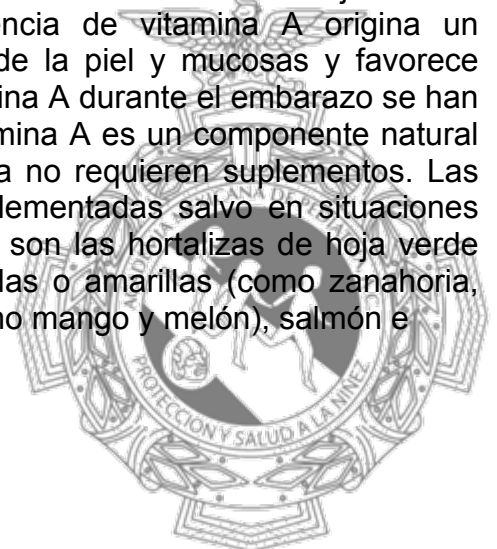 encia de vitamina A origina un
de la piel y mucosas y favorece
ina A durante el embarazo se han
mina A es un componente natural
a no requieren suplementos. Las
lementadas salvo en situaciones
son las hortalizas de hoja verde
las o amarillas (como zanahoria,
no mango y melón), salmón e
PROTECCION Y SALUD A LA NIÑEZ